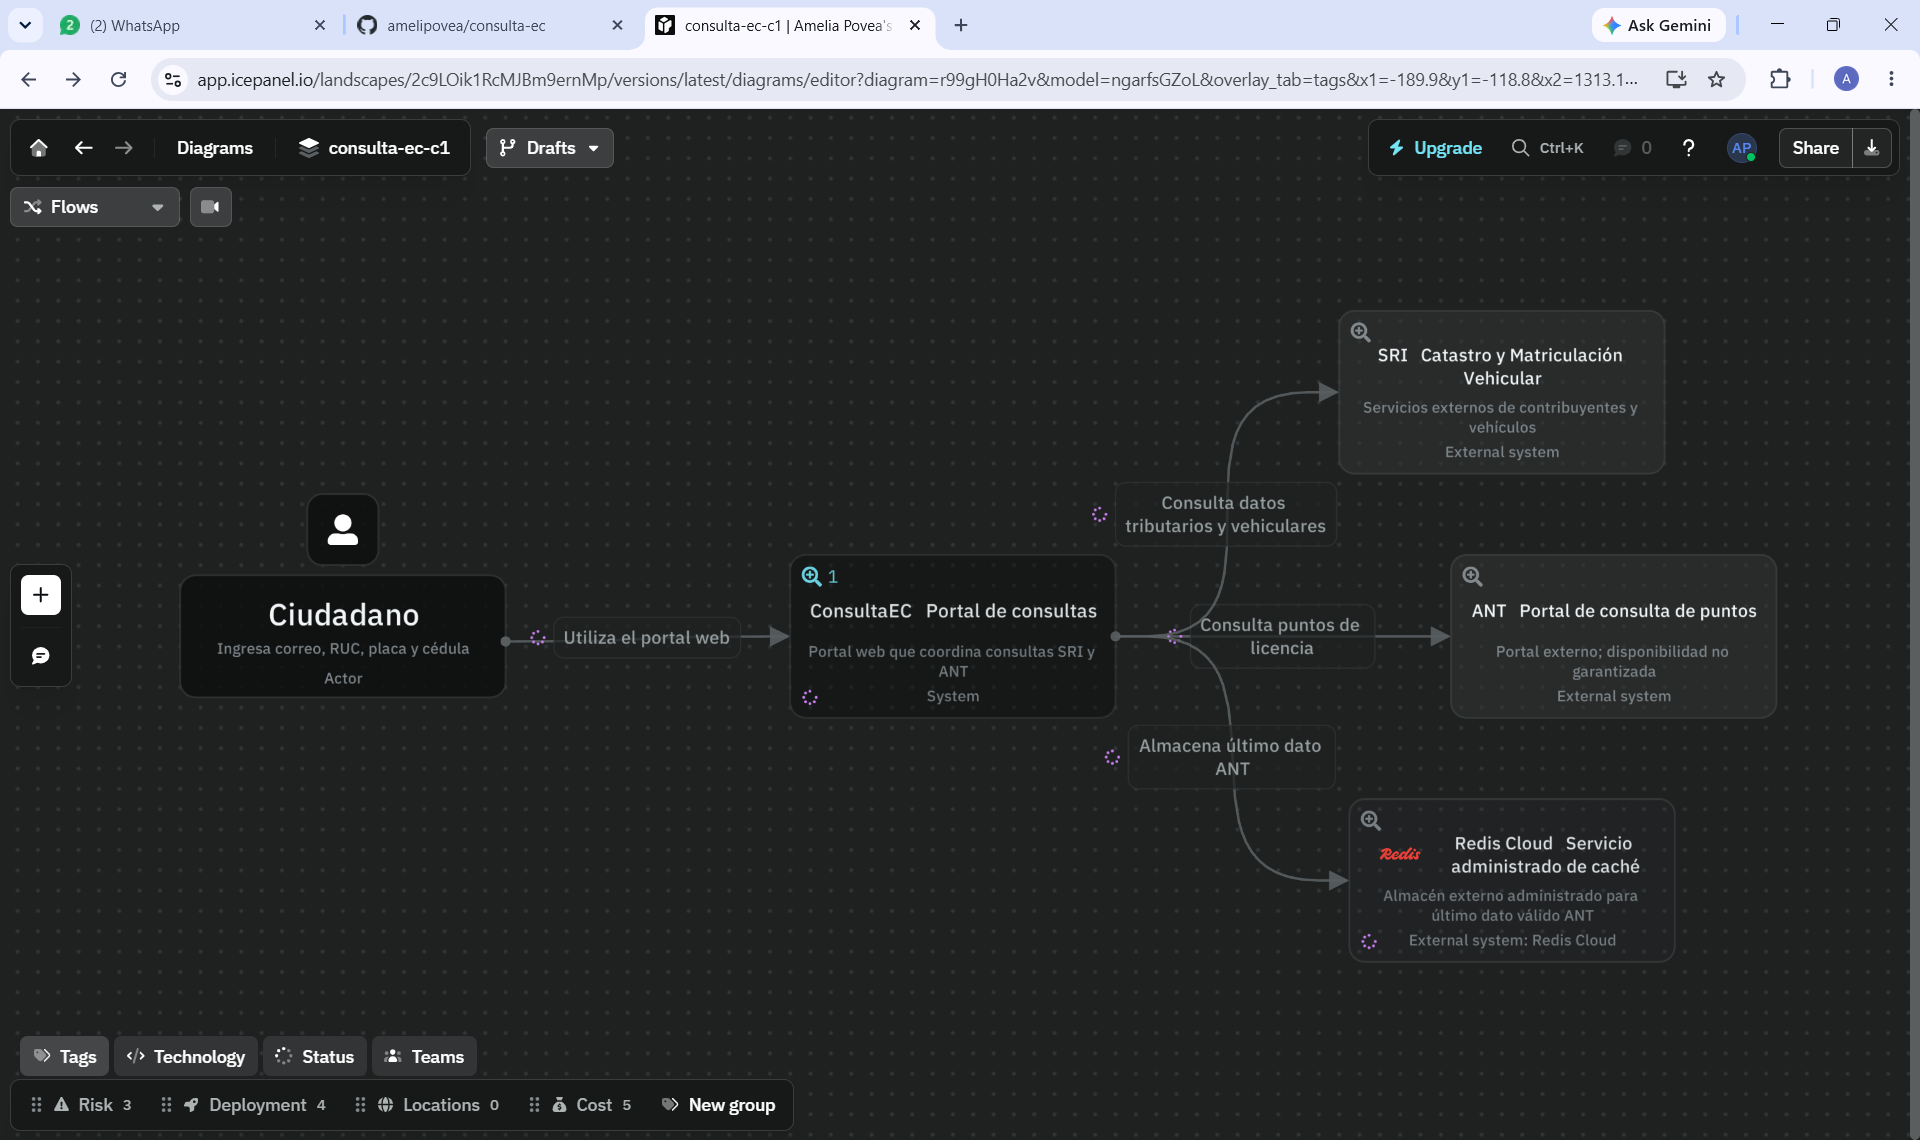 (2) WhatsApp
amelipovea/consulta-ec
consulta-ec-c1 | Amelia Povea's
Ask Gemini
app.icepanel.io/landscapes/2c9LOik1RcMJBm9ernMp/versions/latest/diagrams/editor?diagram=r99gH0Ha2v&model=ngarfsGZoL&overlay_tab=tags&x1=-189.9&y1=-118.8&x2=1313.1...
A
Diagrams
consulta-ec-c1
Drafts
Upgrade
Ctrl+K
0
?
AP
Share
Flows
SRI Catastro y Matriculación
Vehicular
Servicios externos de contribuyentes y
vehículos
External system
Consulta datos
tributarios y vehiculares
Ciudadano
Ingresa correo, RUC, placa y cédula
Actor
Utiliza el portal web
1
ConsultaEC Portal de consultas
Portal web que coordina consultas SRI y
ANT
System
Consulta puntos de
licencia
ANT Portal de consulta de puntos
Portal externo; disponibilidad no
garantizada
External system
Almacena último dato
ANT
Redis
Redis Cloud Servicio
administrado de caché
Almacén externo administrado para
último dato válido ANT
External system: Redis Cloud
Tags
Technology
Status
Teams
Risk 3
Deployment 4
Locations 0
Cost 5
New group